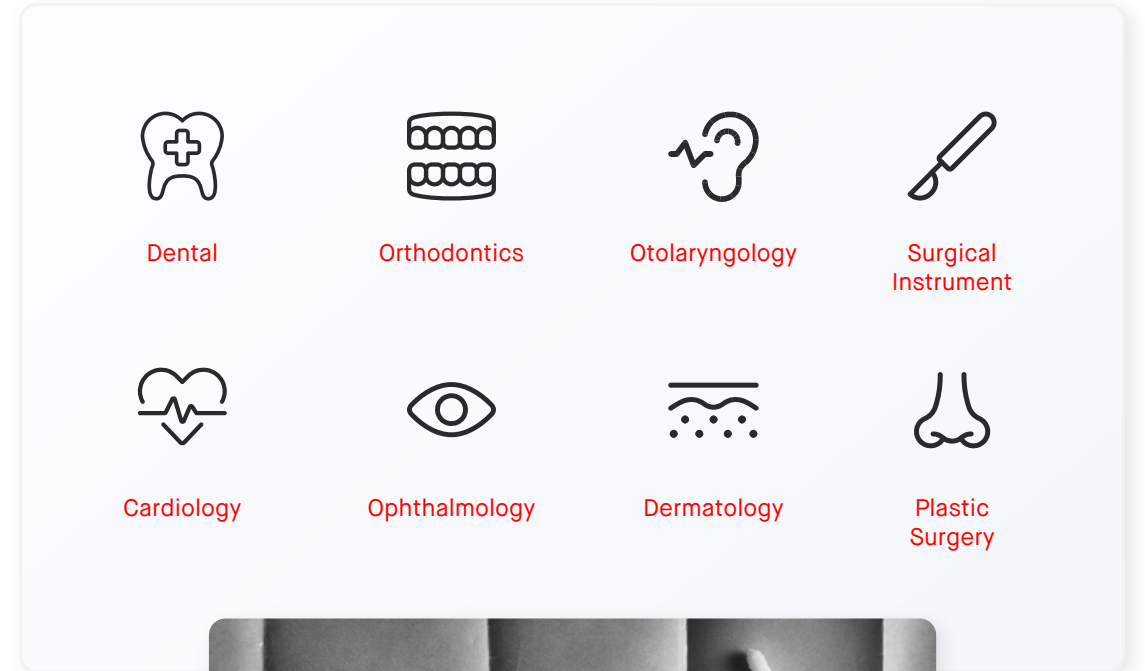 Dental
Orthodontics
Otolaryngology
Surgical
Instrument
Cardiology
Ophthalmology
Dermatology
Plastic
Surgery